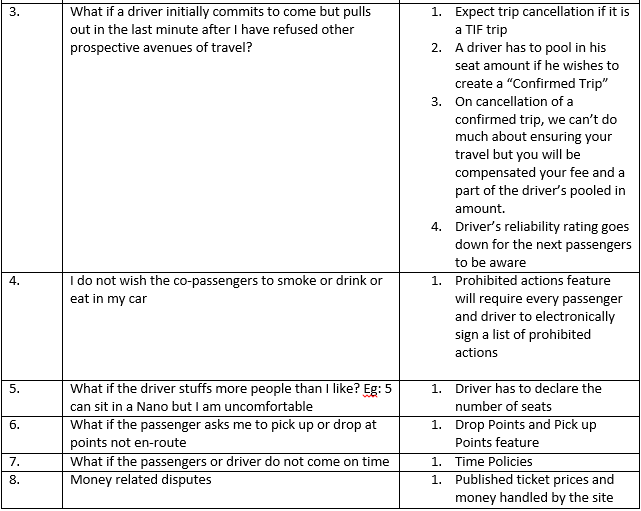 3.
What if a driver initially commits to come but pulls
out in the last minute after I have refused other
prospective avenues of travel?
1. Expect trip cancellation if it is
a TIF trip
2. A driver has to pool in his
seat amount if he wishes to
create a “Confirmed Trip”
3. On cancellation of a
confirmed trip, we can’t do
much about ensuring your
travel but you will be
compensated your fee and a
part of the driver’s pooled in
amount.
4. Driver’s reliability rating goes
down for the next passengers
to be aware
4.
I do not wish the co-passengers to smoke or drink or
eat in my car
1. Prohibited actions feature
will require every passenger
and driver to electronically
sign a list of prohibited
actions
5.
What if the driver stuffs more people than I like? Eg: 5
can sit in a Nano but I am uncomfortable
1. Driver has to declare the
number of seats
6.
What if the passenger asks me to pick up or drop at
points not en-route
1. Drop Points and Pick up
Points feature
7.
What if the passengers or driver do not come on time
1. Time Policies
8.
Money related disputes
1. Published ticket prices and
money handled by the site